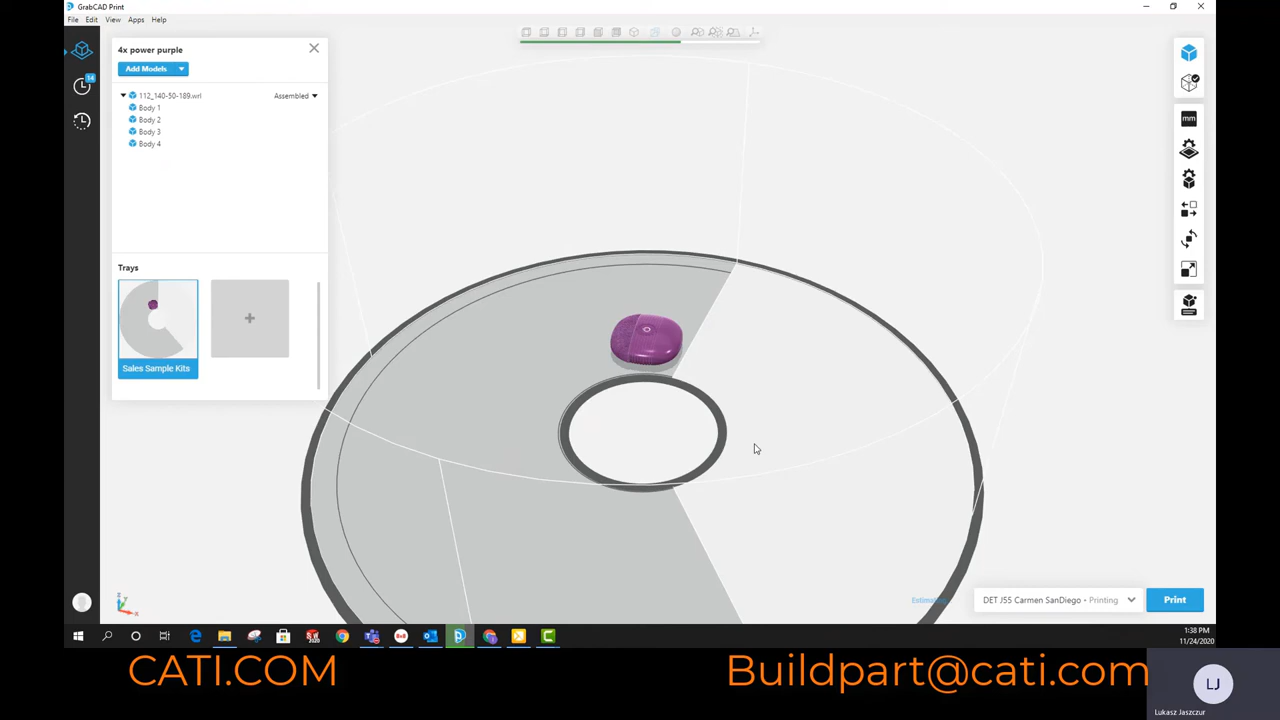 GrabCAD Print
File Edit View Apps Help
4x power purple
Add Models
14
112_140-50-189.wrl
Assembled
Body 1
Body 2
Body 3
Body 4
Trays
Sales Sample Kits
mm
Estimating
DET J55 Carmen SanDiego - Printing
Print
1:38 PM
11/24/2020
CATI.COM
Buildpart@cati.com
LJ
Lukasz Jaszczur